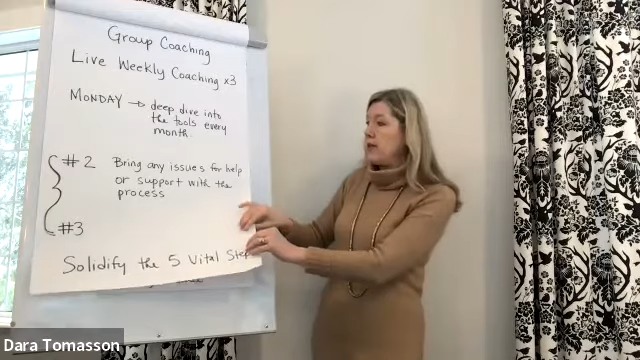 Group Coaching
Live Weekly Coaching x3
MONDAY → deep dive into
the tools every
month.
#2 Bring any issues for help
or support with the
process
#3
Solidify the 5 Vital
Dara Tomasson